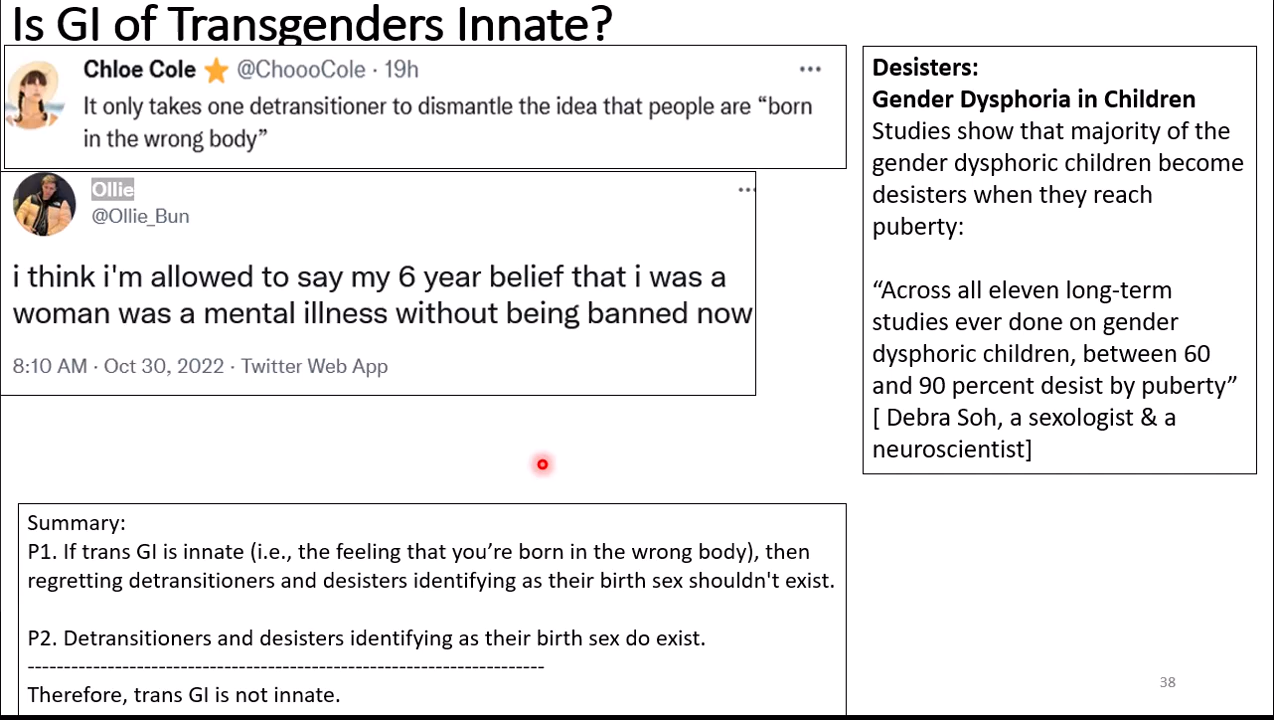 Is GI of Transgenders Innate?
Chloe Cole ⭐ @ChoooCole · 19h
It only takes one detransitioner to dismantle the idea that people are “born
in the wrong body”
Ollie
@Ollie_Bun
i think i'm allowed to say my 6 year belief that i was a
woman was a mental illness without being banned now
8:10 AM · Oct 30, 2022 · Twitter Web App
Desisters:
Gender Dysphoria in Children
Studies show that majority of the
gender dysphoric children become
desisters when they reach
puberty:
“Across all eleven long-term
studies ever done on gender
dysphoric children, between 60
and 90 percent desist by puberty”
[ Debra Soh, a sexologist & a
neuroscientist]
Summary:
P1. If trans GI is innate (i.e., the feeling that you’re born in the wrong body), then
regretting detransitioners and desisters identifying as their birth sex shouldn't exist.
P2. Detransitioners and desisters identifying as their birth sex do exist.
-----------------------------------------------------------------------
Therefore, trans GI is not innate.
38